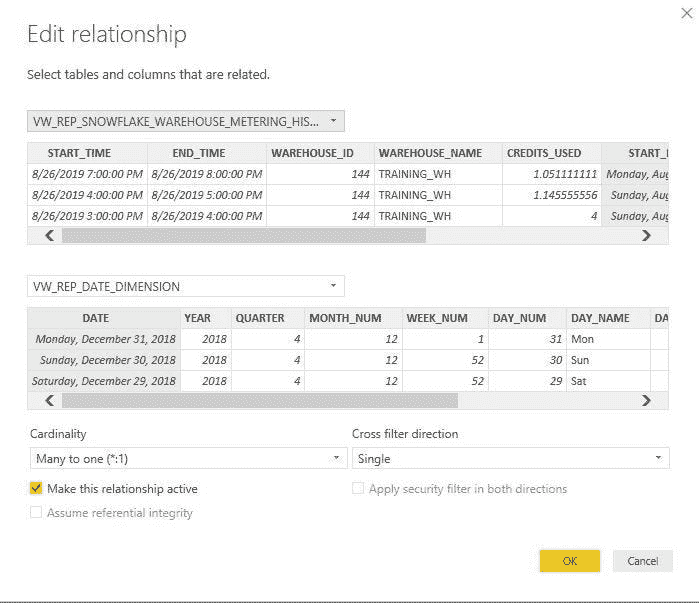 Edit relationship
Select tables and columns that are related.
VW_REP_SNOWFLAKE_WAREHOUSE_METERING_HIS...
START_TIME END_TIME WAREHOUSE_ID WAREHOUSE_NAME CREDITS_USED START_
8/26/2019 7:00:00 PM 8/26/2019 8:00:00 PM 144 TRAINING_WH 1.051111111 Monday, Aug
8/26/2019 4:00:00 PM 8/26/2019 5:00:00 PM 144 TRAINING_WH 1.145555556 Sunday, Aug
8/26/2019 3:00:00 PM 8/26/2019 4:00:00 PM 144 TRAINING_WH 4 Sunday, Aug
VW_REP_DATE_DIMENSION
DATE YEAR QUARTER MONTH_NUM WEEK_NUM DAY_NUM DAY_NAME DA
Monday, December 31, 2018 2018 4 12 1 31 Mon
Sunday, December 30, 2018 2018 4 12 52 30 Sun
Saturday, December 29, 2018 2018 4 12 52 29 Sat
Cardinality Cross filter direction
Many to one (*:1) Single
Make this relationship active Apply security filter in both directions
Assume referential integrity
OK Cancel